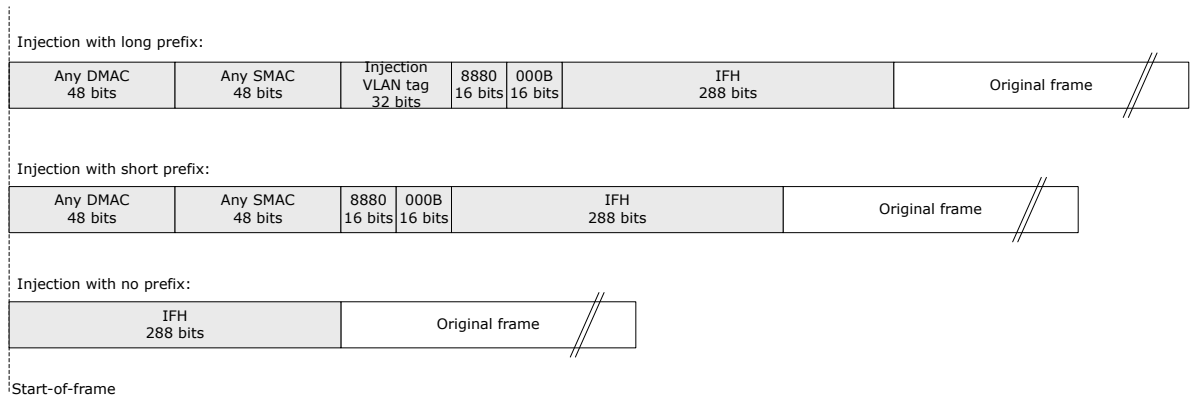 Injection with long prefix:
Any DMAC
48 bits
Any SMAC
48 bits
Injection
VLAN tag
32 bits
8880
16 bits
000B
16 bits
IFH
288 bits
Original frame
Injection with short prefix:
Any DMAC
48 bits
Any SMAC
48 bits
8880
16 bits
000B
16 bits
IFH
288 bits
Original frame
Injection with no prefix:
IFH
288 bits
Original frame
Start-of-frame